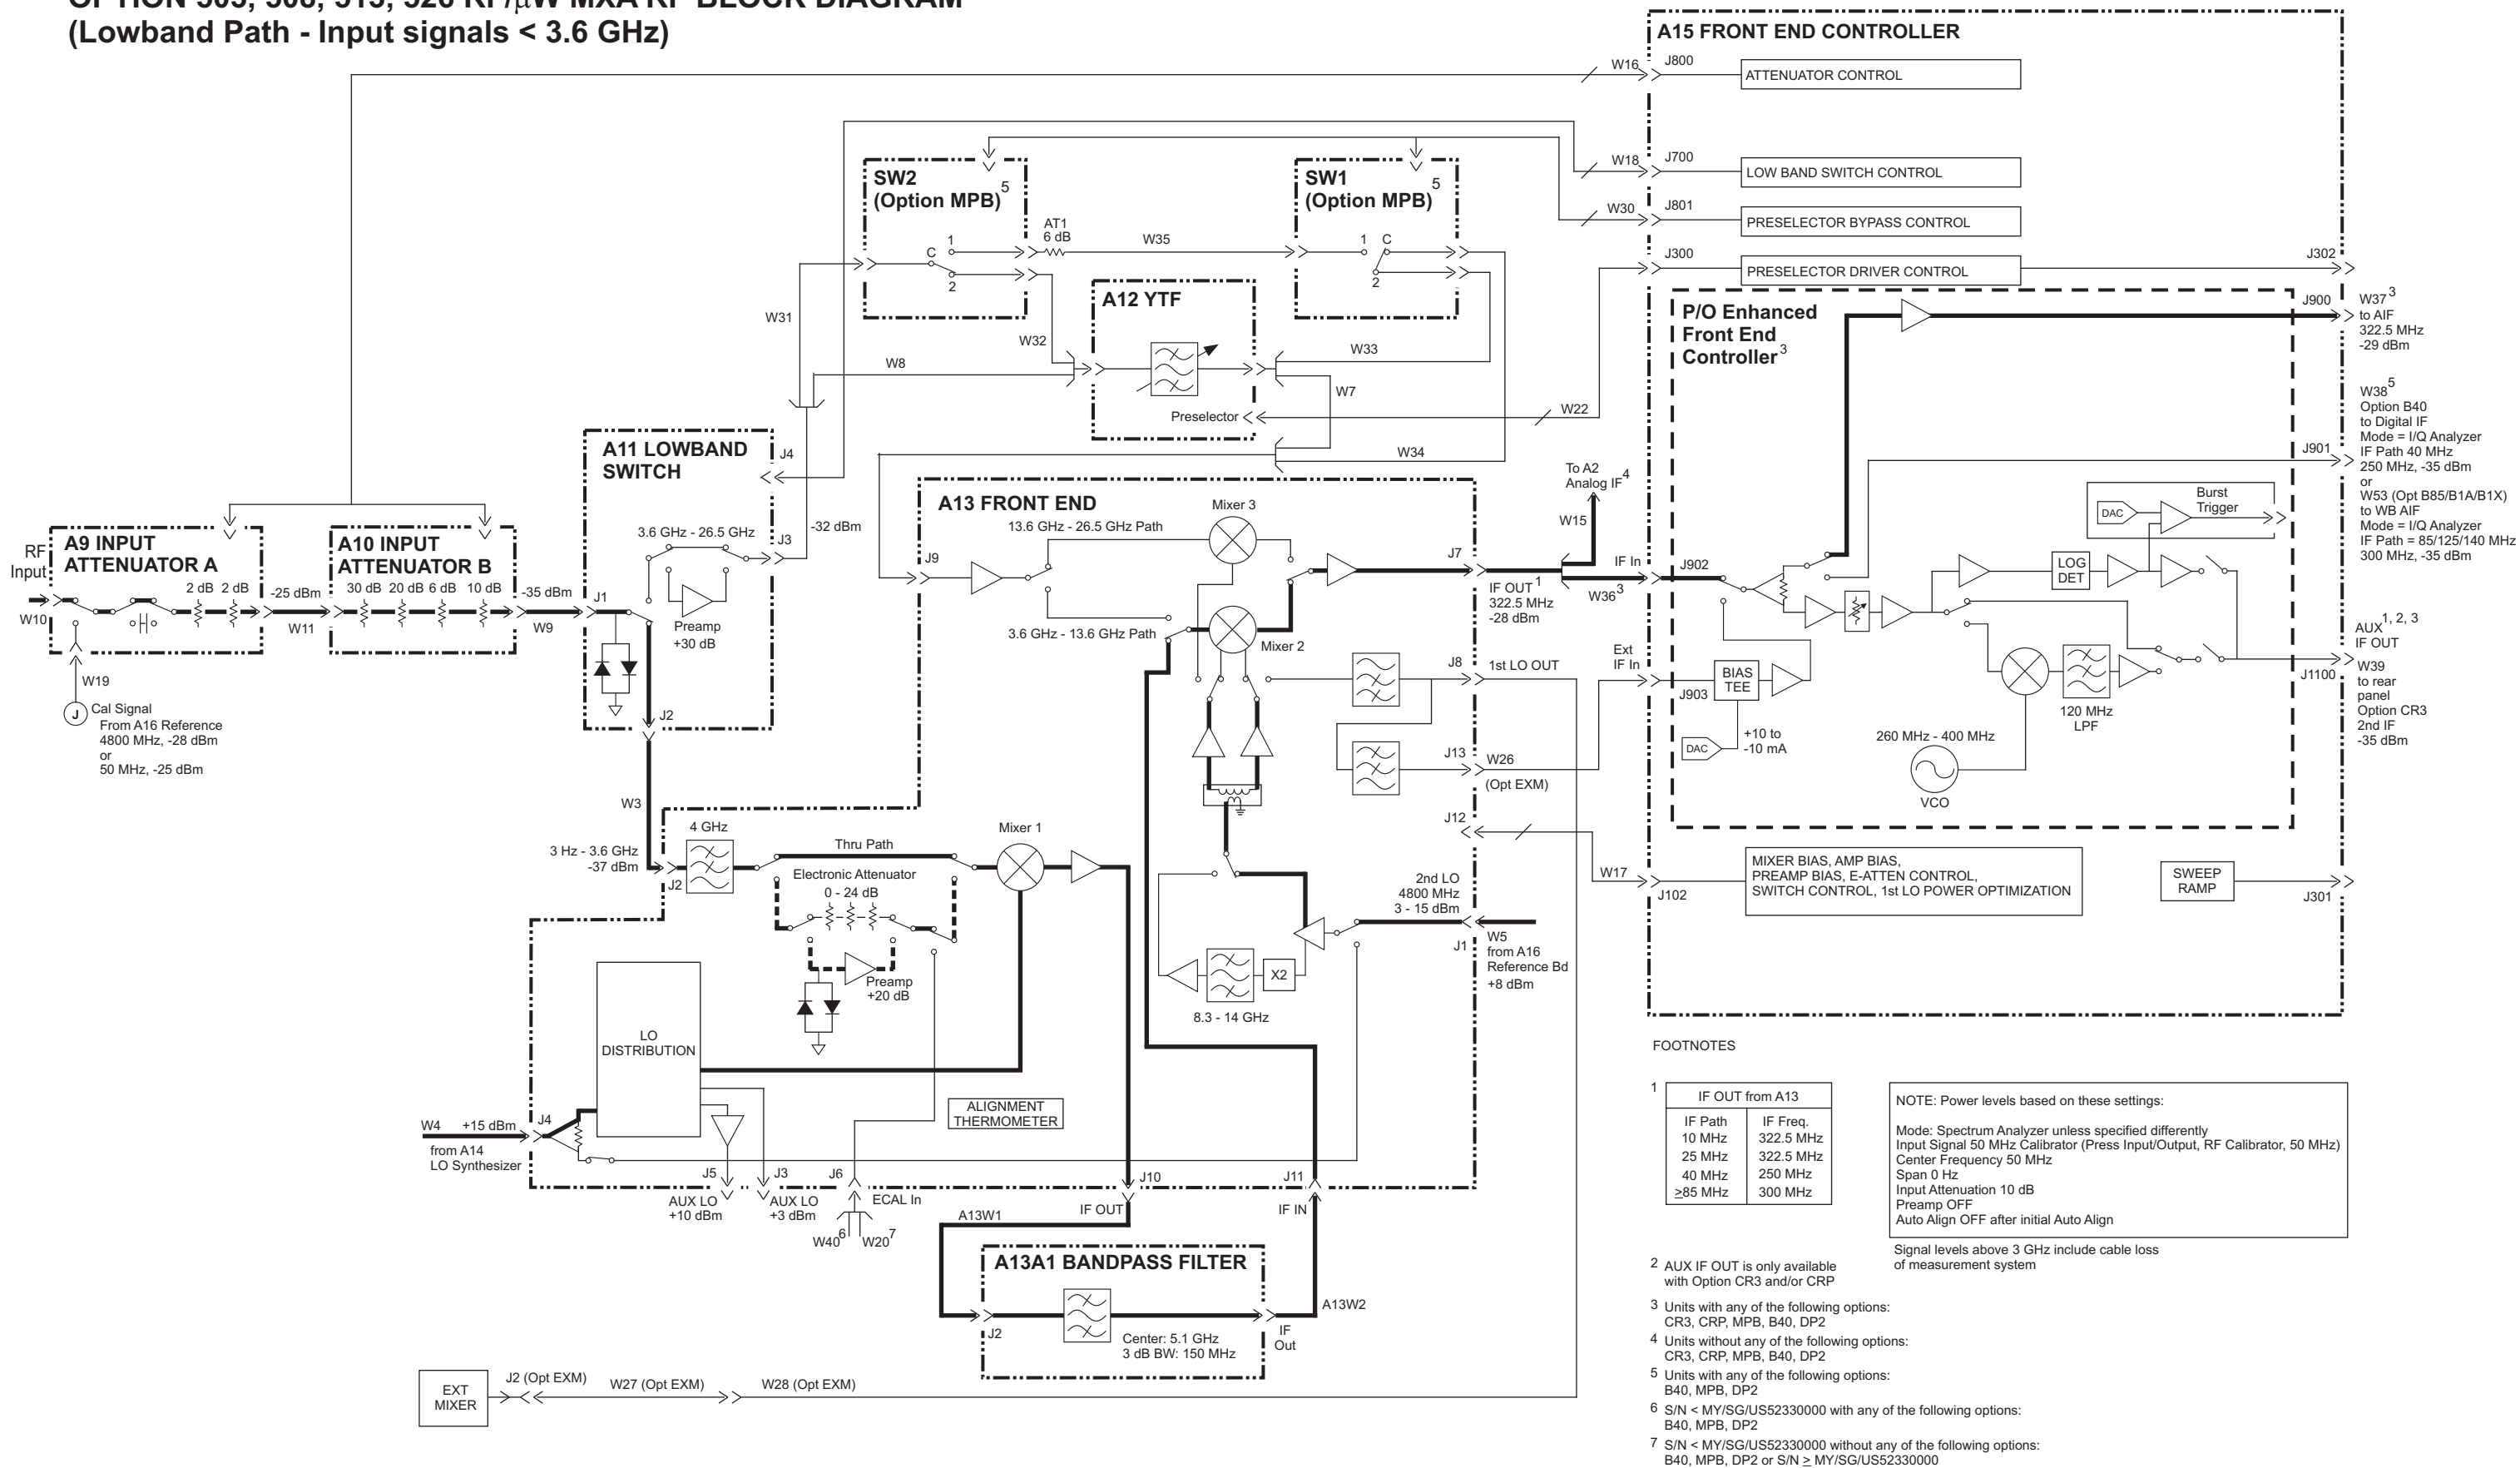 OPTION 503, 508, 513, 526 RF/μW MXA RF BLOCK DIAGRAM
(Lowband Path - Input signals < 3.6 GHz)
A15 FRONT END CONTROLLER
W16
J800
ATTENUATOR CONTROL
W18
J700
LOW BAND SWITCH CONTROL
W30
J801
PRESELECTOR BYPASS CONTROL
J300
PRESELECTOR DRIVER CONTROL
J302
SW2
(Option MPB)5
C
1
2
AT1
6 dB
W35
SW1
(Option MPB)
5
1
C
2
W31
W32
W8
A12 YTF
Preselector
W33
W7
W22
W34
P/O Enhanced
Front End
Controller3
J900
W37 3
to AIF
322.5 MHz
-29 dBm
W38 5
Option B40
to Digital IF
Mode = I/Q Analyzer
IF Path 40 MHz
250 MHz, -35 dBm
or
W53 (Opt B85/B1A/B1X)
to WB AIF
Mode = I/Q Analyzer
IF Path = 85/125/140 MHz
300 MHz, -35 dBm
J901
DAC
Burst
Trigger
LOG
DET
AUX 1, 2, 3
IF OUT
W39
to rear
panel
Option CR3
2nd IF
-35 dBm
J1100
120 MHz
LPF
260 MHz - 400 MHz
VCO
J902
IF In
W36 3
To A2
Analog IF4
W15
Ext
IF In
J903
BIAS
TEE
DAC
+10 to
-10 mA
RF
Input
W10
A9 INPUT
ATTENUATOR A
2 dB 2 dB
W19
J
Cal Signal
From A16 Reference
4800 MHz, -28 dBm
or
50 MHz, -25 dBm
-25 dBm
W11
A10 INPUT
ATTENUATOR B
30 dB 20 dB 6 dB 10 dB
-35 dBm
W9
A11 LOWBAND
SWITCH
J4
3.6 GHz - 26.5 GHz
J3
-32 dBm
J1
Preamp
+30 dB
J2
W3
A13 FRONT END
J9
13.6 GHz - 26.5 GHz Path
Mixer 3
3.6 GHz - 13.6 GHz Path
Mixer 2
J7
IF OUT 1
322.5 MHz
-28 dBm
J8
1st LO OUT
J13
W26
(Opt EXM)
J12
W17
J102
MIXER BIAS, AMP BIAS,
PREAMP BIAS, E-ATTEN CONTROL,
SWITCH CONTROL, 1st LO POWER OPTIMIZATION
SWEEP
RAMP
J301
3 Hz - 3.6 GHz
-37 dBm
J2
4 GHz
Thru Path
Mixer 1
Electronic Attenuator
0 - 24 dB
Preamp
+20 dB
2nd LO
4800 MHz
3 - 15 dBm
J1
W5
from A16
Reference Bd
+8 dBm
X2
8.3 - 14 GHz
LO
DISTRIBUTION
ALIGNMENT
THERMOMETER
W4 +15 dBm
from A14
LO Synthesizer
J4
J5
AUX LO
+10 dBm
J3
AUX LO
+3 dBm
J6
ECAL In
W40 6
W20 7
J10
IF OUT
J11
IF IN
A13W1
A13A1 BANDPASS FILTER
J2
Center: 5.1 GHz
3 dB BW: 150 MHz
IF
Out
A13W2
EXT
MIXER
J2 (Opt EXM)
W27 (Opt EXM)
W28 (Opt EXM)
FOOTNOTES
1
IF OUT from A13
IF Path IF Freq.
10 MHz 322.5 MHz
25 MHz 322.5 MHz
40 MHz 250 MHz
≥85 MHz 300 MHz
NOTE: Power levels based on these settings:
Mode: Spectrum Analyzer unless specified differently
Input Signal 50 MHz Calibrator (Press Input/Output, RF Calibrator, 50 MHz)
Center Frequency 50 MHz
Span 0 Hz
Input Attenuation 10 dB
Preamp OFF
Auto Align OFF after initial Auto Align
Signal levels above 3 GHz include cable loss
of measurement system
2 AUX IF OUT is only available
with Option CR3 and/or CRP
3 Units with any of the following options:
CR3, CRP, MPB, B40, DP2
4 Units without any of the following options:
CR3, CRP, MPB, B40, DP2
5 Units with any of the following options:
B40, MPB, DP2
6 S/N < MY/SG/US52330000 with any of the following options:
B40, MPB, DP2
7 S/N < MY/SG/US52330000 without any of the following options:
B40, MPB, DP2 or S/N ≥ MY/SG/US52330000